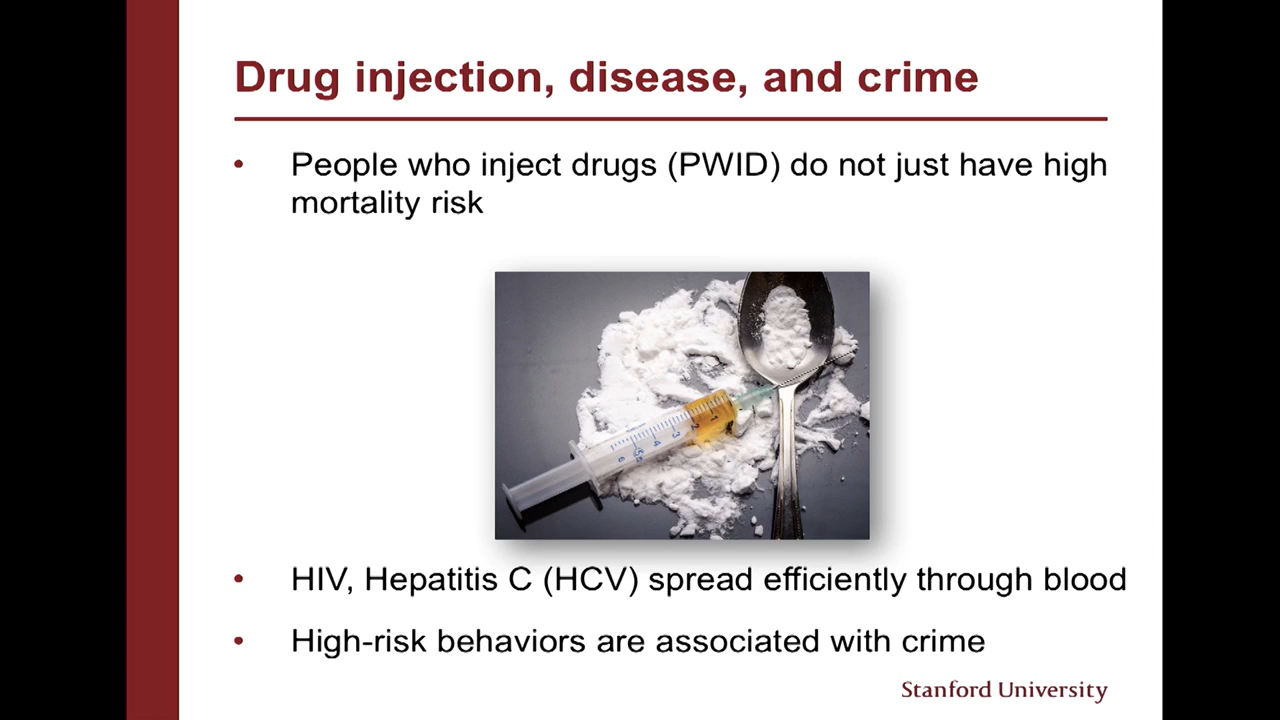 Drug injection, disease, and crime
• People who inject drugs (PWID) do not just have high
mortality risk
• HIV, Hepatitis C (HCV) spread efficiently through blood
• High-risk behaviors are associated with crime
Stanford University